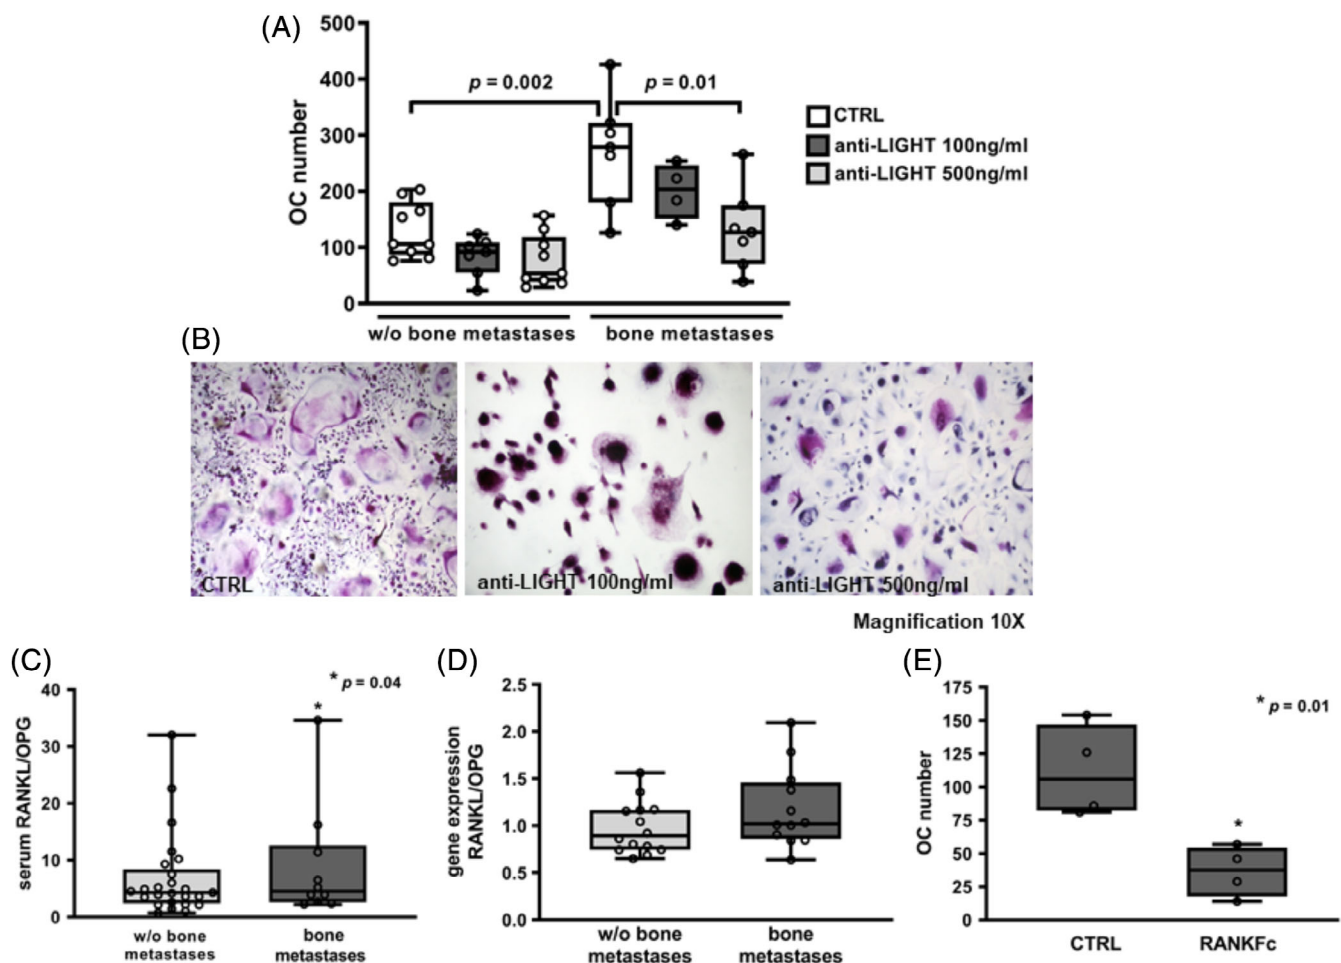 (A)
500
400
300
200
100
0
OC number
p = 0.002
p = 0.01
CTRL
anti-LIGHT 100ng/ml
anti-LIGHT 500ng/ml
w/o bone metastases
bone metastases
(B)
CTRL
anti-LIGHT 100ng/ml
anti-LIGHT 500ng/ml
Magnification 10X
(C)
* p = 0.04
*
40
30
20
10
0
serum RANKL/OPG
w/o bone
metastases
bone
metastases
(D)
2.5
2.0
1.5
1.0
0.5
0.0
gene expression
RANKL/OPG
w/o bone
metastases
bone
metastases
(E)
* p = 0.01
*
175
150
125
100
75
50
25
0
OC number
CTRL
RANKFc